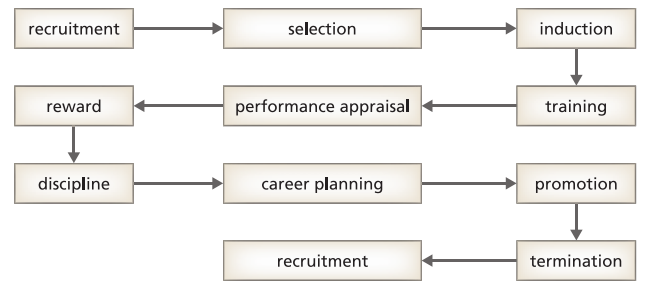 recruitment
selection
induction
reward
performance appraisal
training
discipline
career planning
promotion
recruitment
termination